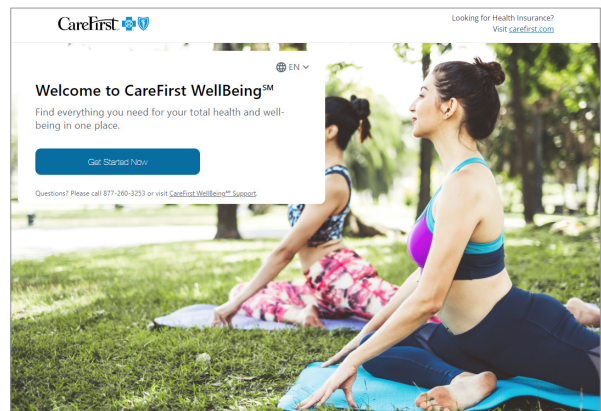 CareFirst
Looking for Health Insurance?
Visit carefirst.com
EN
Welcome to CareFirst WellBeing℠
Find everything you need for your total health and well-
being in one place.
Get Started Now
Questions? Please call 877-260-3253 or visit CareFirst WellBeing℠ Support.